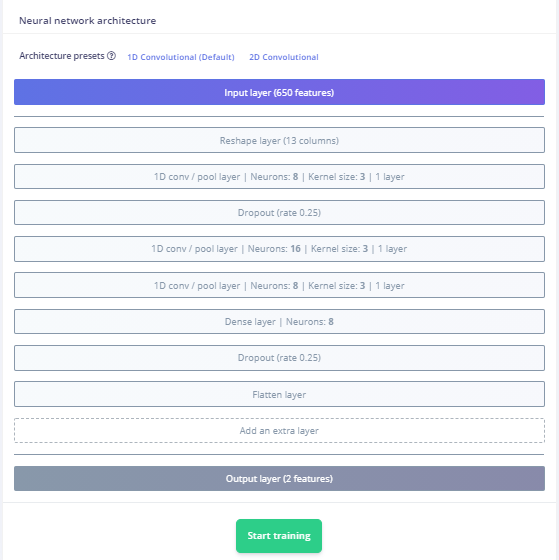 Neural network architecture
Architecture presets ? 1D Convolutional (Default) 2D Convolutional
Input layer (650 features)
Reshape layer (13 columns)
1D conv / pool layer | Neurons: 8 | Kernel size: 3 | 1 layer
Dropout (rate 0.25)
1D conv / pool layer | Neurons: 16 | Kernel size: 3 | 1 layer
1D conv / pool layer | Neurons: 8 | Kernel size: 3 | 1 layer
Dense layer | Neurons: 8
Dropout (rate 0.25)
Flatten layer
Add an extra layer
Output layer (2 features)
Start training